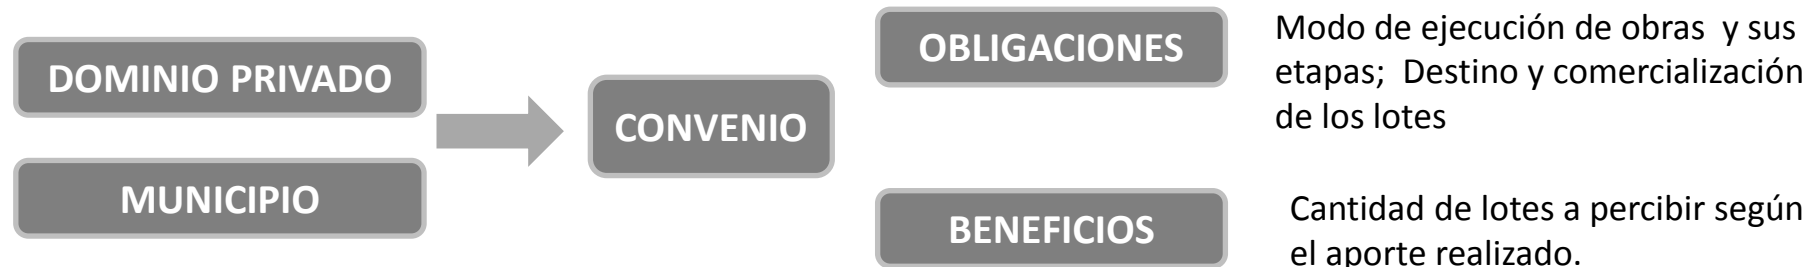 DOMINIO PRIVADO
MUNICIPIO
CONVENIO
OBLIGACIONES
Modo de ejecución de obras y sus
etapas; Destino y comercialización
de los lotes
BENEFICIOS
Cantidad de lotes a percibir según
el aporte realizado.